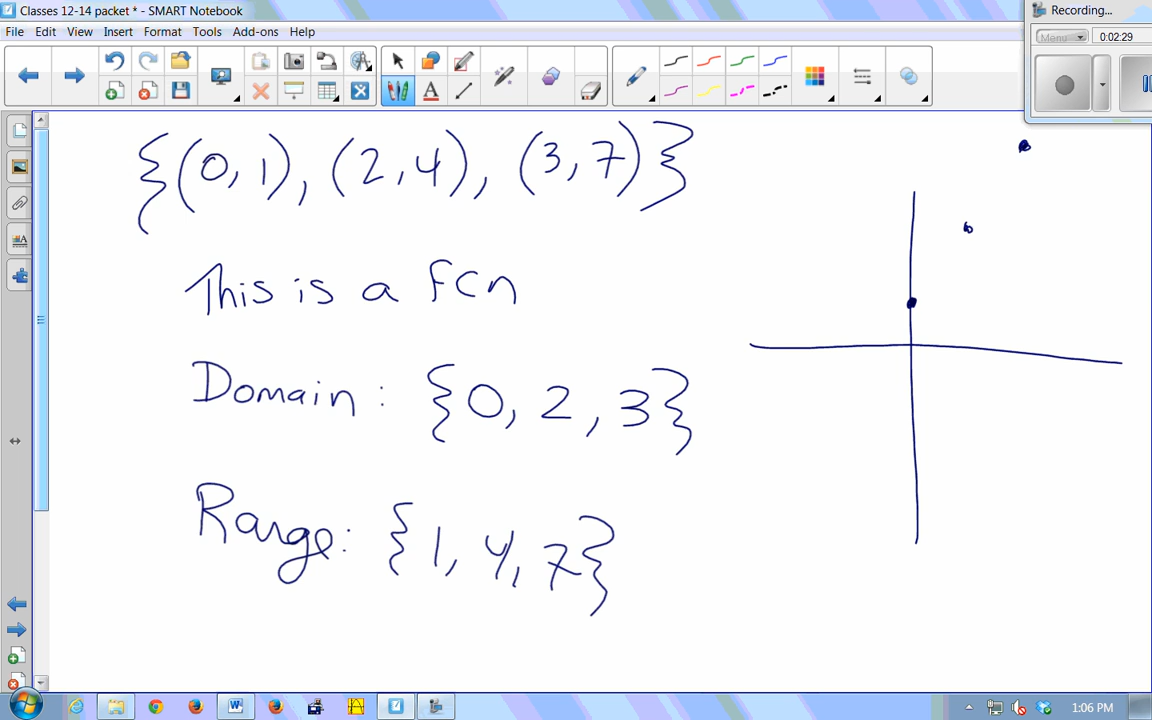 Classes 12-14 packet * - SMART Notebook
Recording...
File Edit View Insert Format Tools Add-ons Help
Menu
0:02:29
{(0,1), (2,4), (3,7)}
This is a fcn
Domain: {0, 2, 3}
Range: {1, 4, 7}
1:06 PM